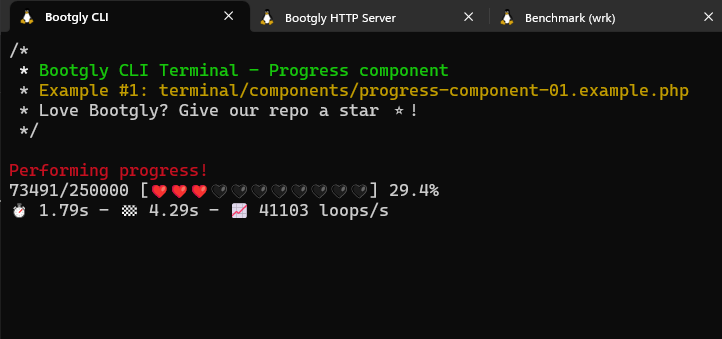 Bootgly CLI
Bootgly HTTP Server
Benchmark (wrk)
/*
 * Bootgly CLI Terminal - Progress component
 * Example #1: terminal/components/progress-component-01.example.php
 * Love Bootgly? Give our repo a star ⭐!
 */
Performing progress!
73491/250000 [❤️❤️❤️🖤🖤🖤🖤🖤🖤🖤🖤] 29.4%
⏱️ 1.79s - 🏁 4.29s - 📈 41103 loops/s